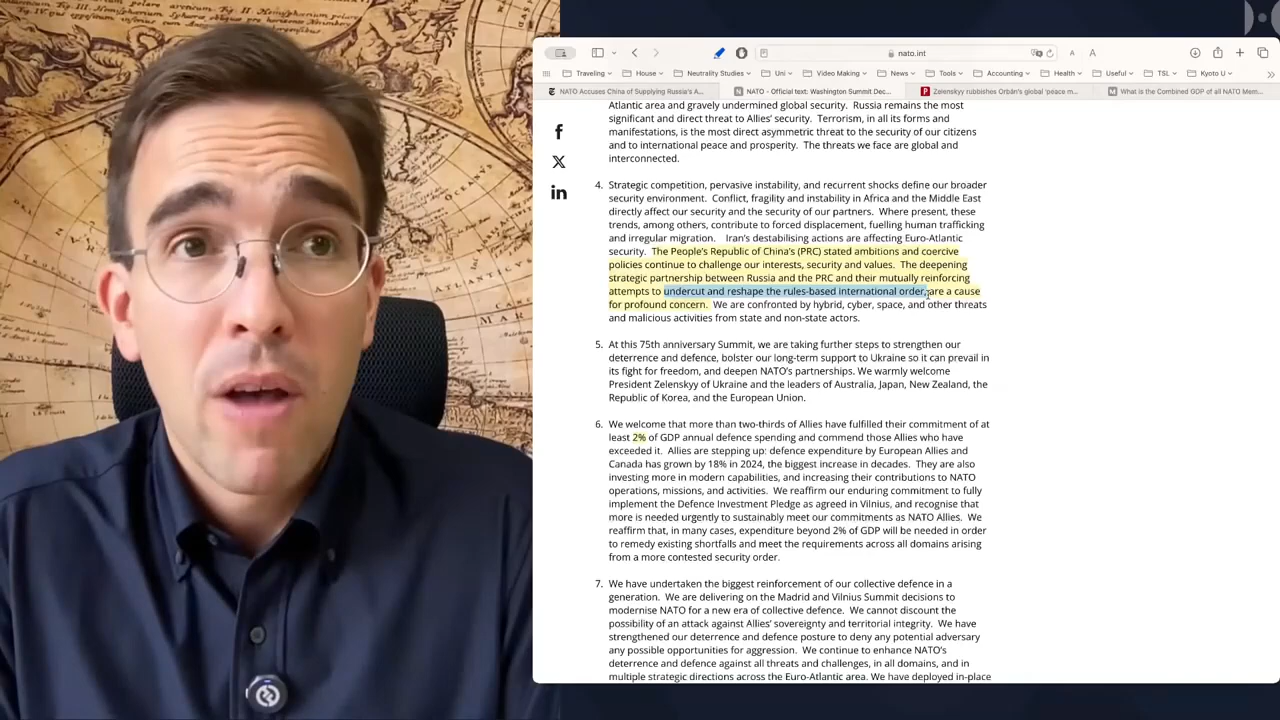 nato.int
A
A
Traveling
House
Neutrality Studies
Uni
Video Making
News
Tools
Accounting
Health
Useful
TSL
Kyoto U
NATO Accuses China of Supplying Russia's A...
NATO - Official text: Washington Summit Dec...
Zelenskyy rubbishes Orbán's global 'peace m...
What is the Combined GDP of all NATO Mem...
Atlantic area and gravely undermined global security. Russia remains the most
significant and direct threat to Allies' security. Terrorism, in all its forms and
manifestations, is the most direct asymmetric threat to the security of our citizens
and to international peace and prosperity. The threats we face are global and
interconnected.
4. Strategic competition, pervasive instability, and recurrent shocks define our broader
security environment. Conflict, fragility and instability in Africa and the Middle East
directly affect our security and the security of our partners. Where present, these
trends, among others, contribute to forced displacement, fuelling human trafficking
and irregular migration. Iran's destabilising actions are affecting Euro-Atlantic
security. The People's Republic of China's (PRC) stated ambitions and coercive
policies continue to challenge our interests, security and values. The deepening
strategic partnership between Russia and the PRC and their mutually reinforcing
attempts to undercut and reshape the rules-based international order, are a cause
for profound concern. We are confronted by hybrid, cyber, space, and other threats
and malicious activities from state and non-state actors.
5. At this 75th anniversary Summit, we are taking further steps to strengthen our
deterrence and defence, bolster our long-term support to Ukraine so it can prevail in
its fight for freedom, and deepen NATO's partnerships. We warmly welcome
President Zelenskyy of Ukraine and the leaders of Australia, Japan, New Zealand, the
Republic of Korea, and the European Union.
6. We welcome that more than two-thirds of Allies have fulfilled their commitment of at
least 2% of GDP annual defence spending and commend those Allies who have
exceeded it. Allies are stepping up: defence expenditure by European Allies and
Canada has grown by 18% in 2024, the biggest increase in decades. They are also
investing more in modern capabilities, and increasing their contributions to NATO
operations, missions, and activities. We reaffirm our enduring commitment to fully
implement the Defence Investment Pledge as agreed in Vilnius, and recognise that
more is needed urgently to sustainably meet our commitments as NATO Allies. We
reaffirm that, in many cases, expenditure beyond 2% of GDP will be needed in order
to remedy existing shortfalls and meet the requirements across all domains arising
from a more contested security order.
7. We have undertaken the biggest reinforcement of our collective defence in a
generation. We are delivering on the Madrid and Vilnius Summit decisions to
modernise NATO for a new era of collective defence. We cannot discount the
possibility of an attack against Allies' sovereignty and territorial integrity. We have
strengthened our deterrence and defence posture to deny any potential adversary
any possible opportunities for aggression. We continue to enhance NATO's
deterrence and defence against all threats and challenges, in all domains, and in
multiple strategic directions across the Euro-Atlantic area. We have deployed in-place